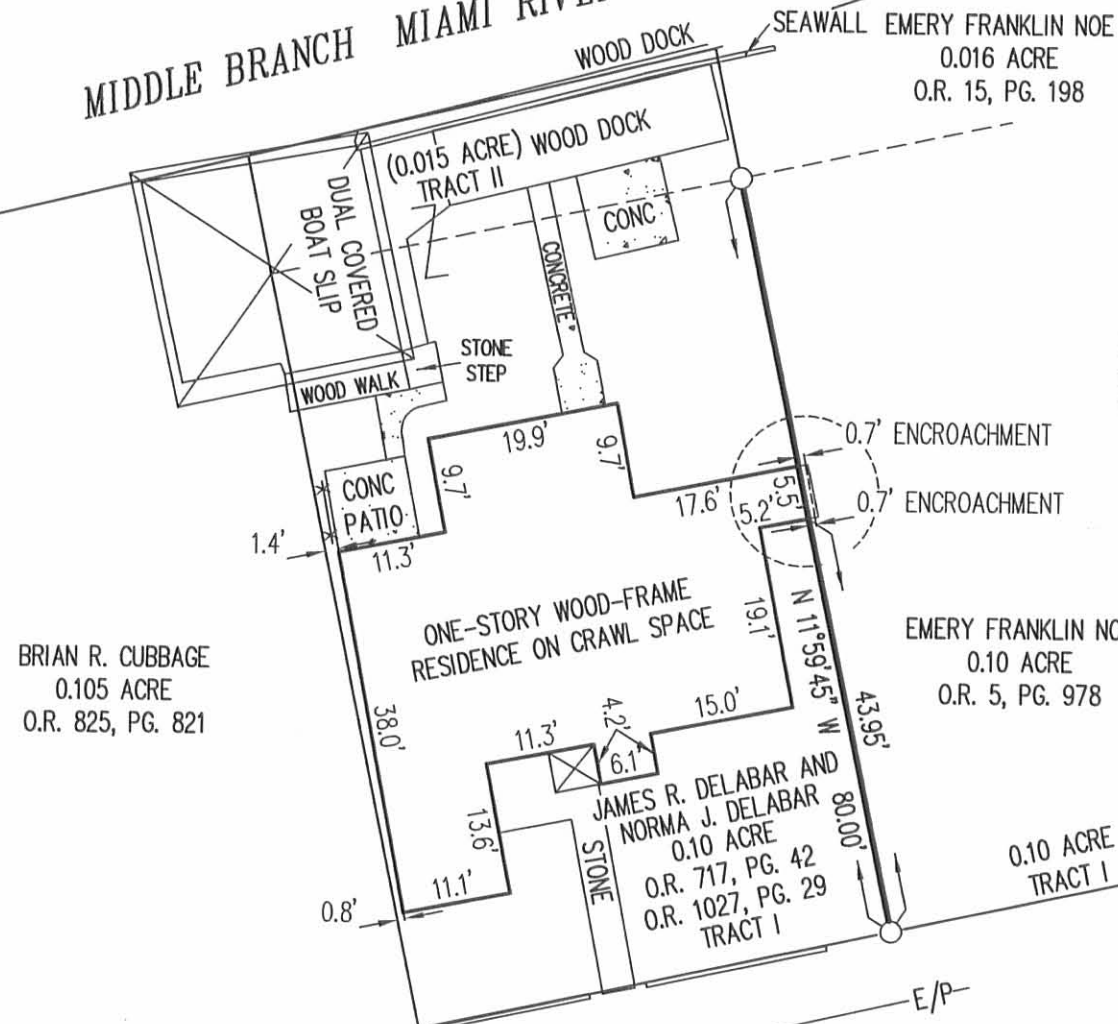 MIDDLE BRANCH MIAMI RIVE
WOOD DOCK
SEAWALL
EMERY FRANKLIN NOE
0.016 ACRE
O.R. 15, PG. 198
(0.015 ACRE) WOOD DOCK
TRACT II
DUAL COVERED
BOAT SLIP
CONC
CONCRETE
STONE
STEP
WOOD WALK
19.9'
9.7'
9.7'
CONC
PATIO
1.4'
11.3'
17.6'
5.5'
5.2'
0.7' ENCROACHMENT
0.7' ENCROACHMENT
ONE-STORY WOOD-FRAME
RESIDENCE ON CRAWL SPACE
19.1'
N 11°59'45" W
43.95'
80.00'
BRIAN R. CUBBAGE
0.105 ACRE
O.R. 825, PG. 821
EMERY FRANKLIN NO
0.10 ACRE
O.R. 5, PG. 978
38.0'
11.3'
4.2'
6.1'
15.0'
13.6'
11.1'
0.8'
STONE
JAMES R. DELABAR AND
NORMA J. DELABAR
0.10 ACRE
O.R. 717, PG. 42
O.R. 1027, PG. 29
TRACT I
0.10 ACRE
TRACT I
E/P